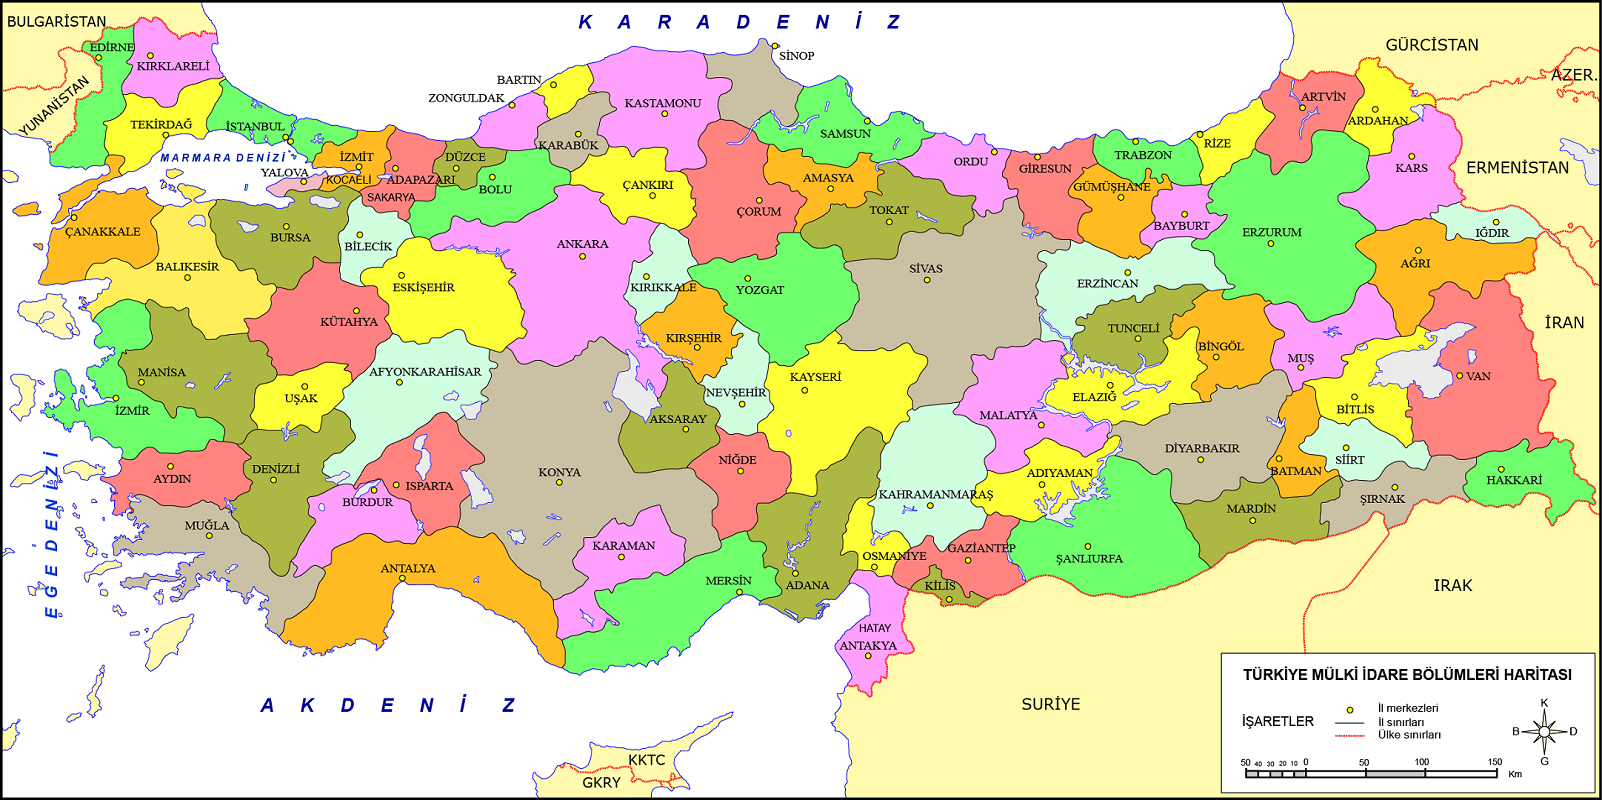 KARADENİZ
BULGARİSTAN
YUNANİSTAN
GÜRCİSTAN
AZER.
ERMENİSTAN
İRAN
IRAK
SURİYE
KKTC
GKRY
MARMARA DENİZİ
EGE DENİZİ
AKDENİZ
EDİRNE
KIRKLARELİ
TEKİRDAĞ
İSTANBUL
YALOVA
İZMİT
KOCAELİ
ADAPAZARI
SAKARYA
DÜZCE
BOLU
ZONGULDAK
BARTIN
KARABÜK
KASTAMONU
SİNOP
ÇANKIRI
SAMSUN
AMASYA
ÇORUM
TOKAT
ORDU
GİRESUN
TRABZON
GÜMÜŞHANE
BAYBURT
RİZE
ARTVİN
ARDAHAN
KARS
IĞDIR
AĞRI
ERZURUM
ERZİNCAN
ÇANAKKALE
BALIKESİR
BURSA
BİLECİK
ESKİŞEHİR
KÜTAHYA
ANKARA
KIRIKKALE
KIRŞEHİR
YOZGAT
SİVAS
TUNCELİ
BİNGÖL
MUŞ
BİTLİS
VAN
MANİSA
İZMİR
UŞAK
AFYONKARAHİSAR
AKSARAY
NEVŞEHİR
KAYSERİ
MALATYA
ELAZIĞ
DİYARBAKIR
BATMAN
SİİRT
ŞIRNAK
HAKKARİ
AYDIN
DENİZLİ
MUĞLA
BURDUR
ISPARTA
ANTALYA
KONYA
KARAMAN
NİĞDE
MERSİN
ADANA
OSMANİYE
KAHRAMANMARAŞ
ADIYAMAN
GAZİANTEP
KİLİS
ŞANLIURFA
MARDİN
HATAY
ANTAKYA
TÜRKİYE MÜLKİ İDARE BÖLÜMLERİ HARİTASI
İŞARETLER
İl merkezleri
İl sınırları
Ülke sınırları
K
B
D
G
50 40 30 20 10 0 50 100 150
Km